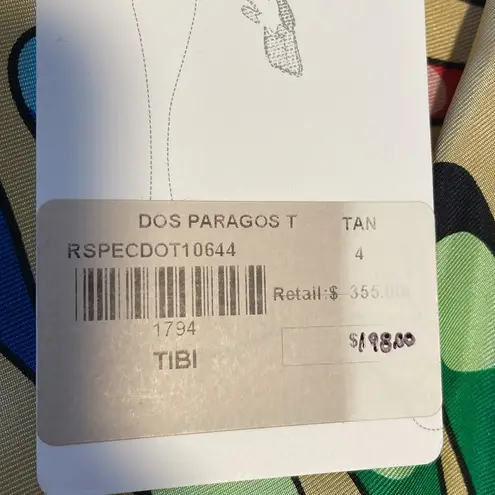 DOS PARAGOS T TAN
RSPECDOT10644 4
Retail:$ 355.00
1794
$198.00
TIBI